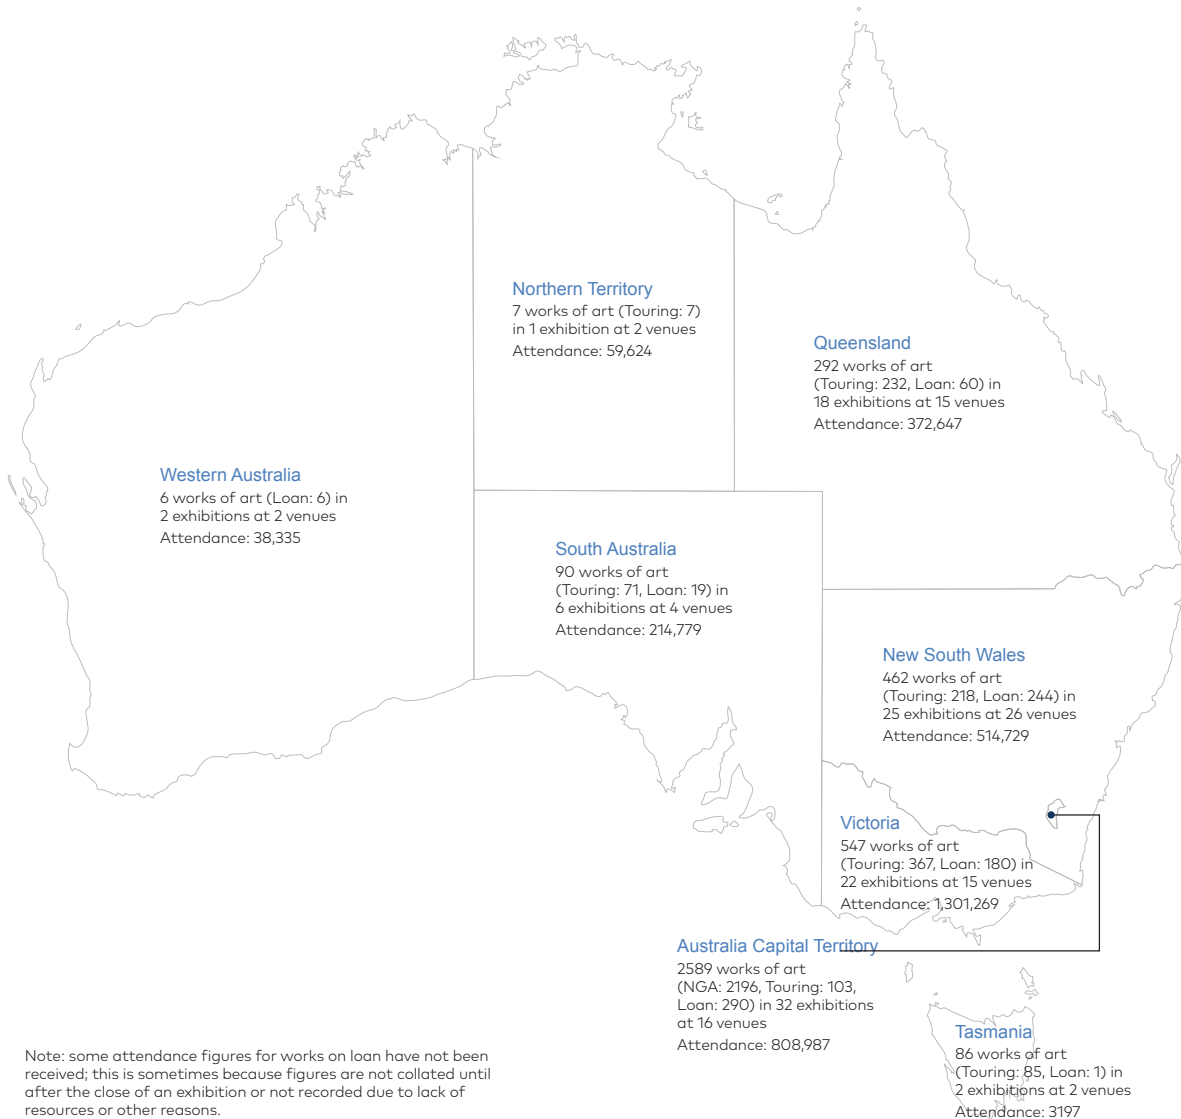 Northern Territory
7 works of art (Touring: 7)
in 1 exhibition at 2 venues
Attendance: 59,624
Queensland
292 works of art
(Touring: 232, Loan: 60) in
18 exhibitions at 15 venues
Attendance: 372,647
Western Australia
6 works of art (Loan: 6) in
2 exhibitions at 2 venues
Attendance: 38,335
South Australia
90 works of art
(Touring: 71, Loan: 19) in
6 exhibitions at 4 venues
Attendance: 214,779
New South Wales
462 works of art
(Touring: 218, Loan: 244) in
25 exhibitions at 26 venues
Attendance: 514,729
Victoria
547 works of art
(Touring: 367, Loan: 180) in
22 exhibitions at 15 venues
Attendance: 1,301,269
Australia Capital Territory
2589 works of art
(NGA: 2196, Touring: 103,
Loan: 290) in 32 exhibitions
at 16 venues
Attendance: 808,987
Tasmania
86 works of art
(Touring: 85, Loan: 1) in
2 exhibitions at 2 venues
Attendance: 3197
Note: some attendance figures for works on loan have not been
received; this is sometimes because figures are not collated until
after the close of an exhibition or not recorded due to lack of
resources or other reasons.